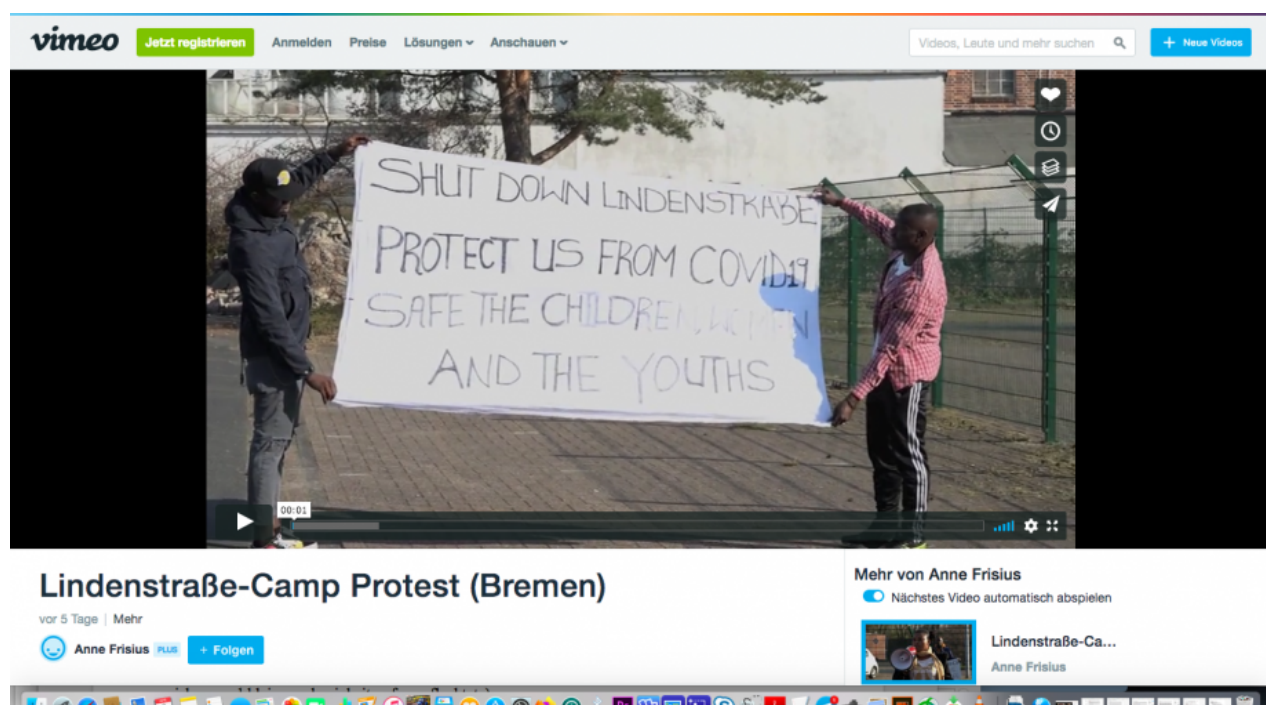 vimeo
Jetzt registrieren
Anmelden
Preise
Lösungen
Anschauen
Videos, Leute und mehr suchen
+ Neue Videos
SHUT DOWN LINDENSTRAßE
PROTECT US FROM COVID19
SAFE THE CHILDREN, WOMEN
AND THE YOUTHS
00:01
Lindenstraße-Camp Protest (Bremen)
vor 5 Tage | Mehr
Anne Frisius PLUS + Folgen
Mehr von Anne Frisius
Nächstes Video automatisch abspielen
Lindenstraße-Ca...
Anne Frisius